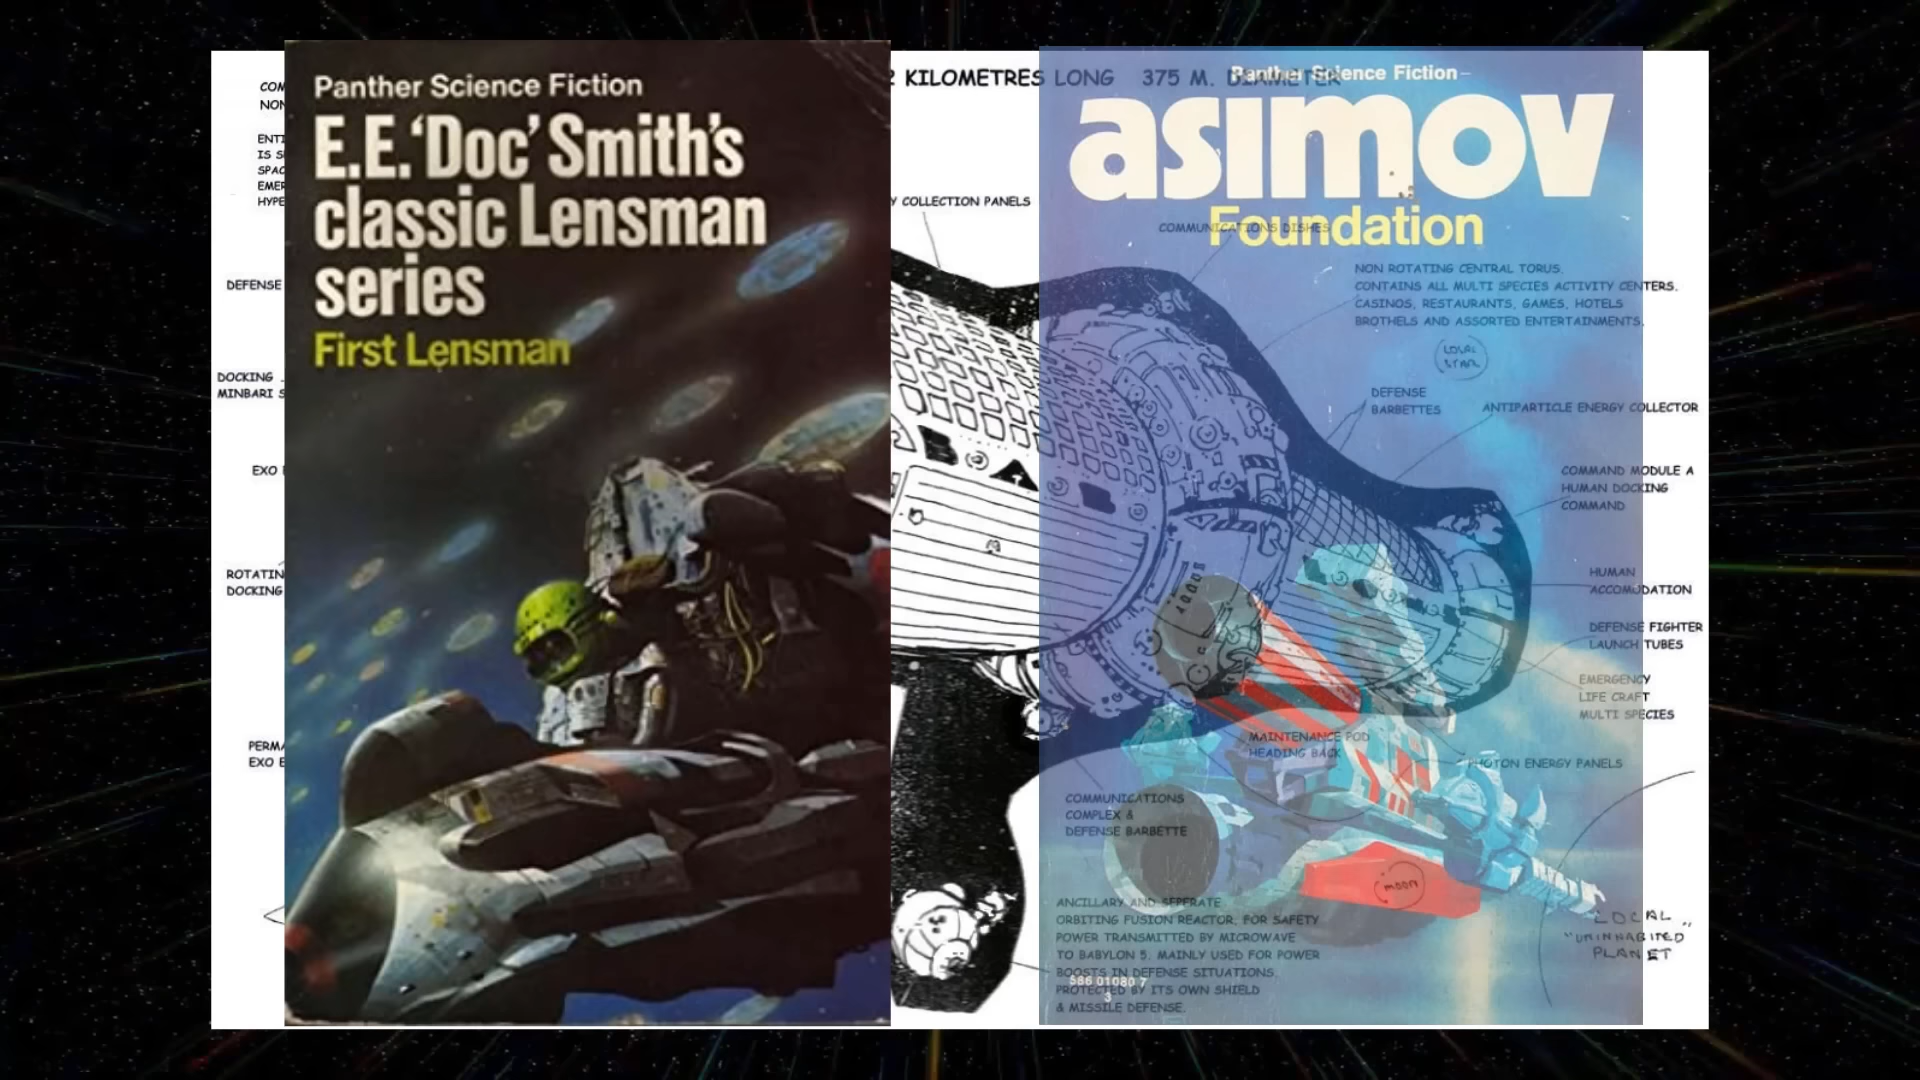 Panther Science Fiction
E.E. ‘Doc’ Smith's
classic Lensman
series
First Lensman
KILOMETRES LONG 375 M. DIAMETER
Panther Science Fiction
asimov
Foundation
COLLECTION PANELS
COMMUNICATIONS DISHES
NON ROTATING CENTRAL TORUS.
CONTAINS ALL MULTI SPECIES ACTIVITY CENTERS.
CASINOS, RESTAURANTS, GAMES, HOTELS
BROTHELS AND ASSORTED ENTERTAINMENTS.
LOCAL
STAR
DEFENSE
BARBETTES
ANTIPARTICLE ENERGY COLLECTOR
COMMAND MODULE A
HUMAN DOCKING
COMMAND
HUMAN
ACCOMODATION
DEFENSE FIGHTER
LAUNCH TUBES
EMERGENCY
LIFE CRAFT
MULTI SPECIES
MAINTENANCE POD
HEADING BACK
PHOTON ENERGY PANELS
COMMUNICATIONS
COMPLEX &
DEFENSE BARBETTE
moon
ANCILLARY AND SEPERATE
ORBITING FUSION REACTOR, FOR SAFETY
POWER TRANSMITTED BY MICROWAVE
TO BABYLON 5. MAINLY USED FOR POWER
BOOSTS IN DEFENSE SITUATIONS.
PROTECTED BY ITS OWN SHIELD
& MISSILE DEFENSE.
586 01080 7
3
LOCAL
"UNINHABITED"
PLANET
DEFENSE
DOCKING
MINBARI
EXO
DOCKING
EXO